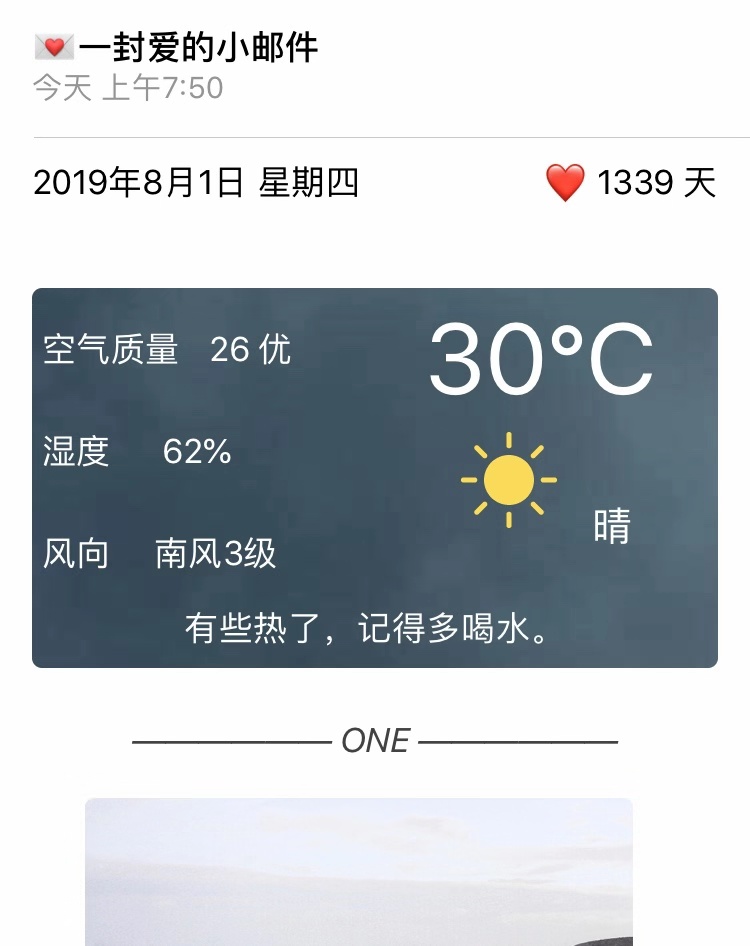 💌一封爱的小邮件
今天 上午7:50
2019年8月1日 星期四 ❤️ 1339 天
空气质量 26 优 30°C
湿度 62%
晴
风向 南风3级
有些热了，记得多喝水。
ONE